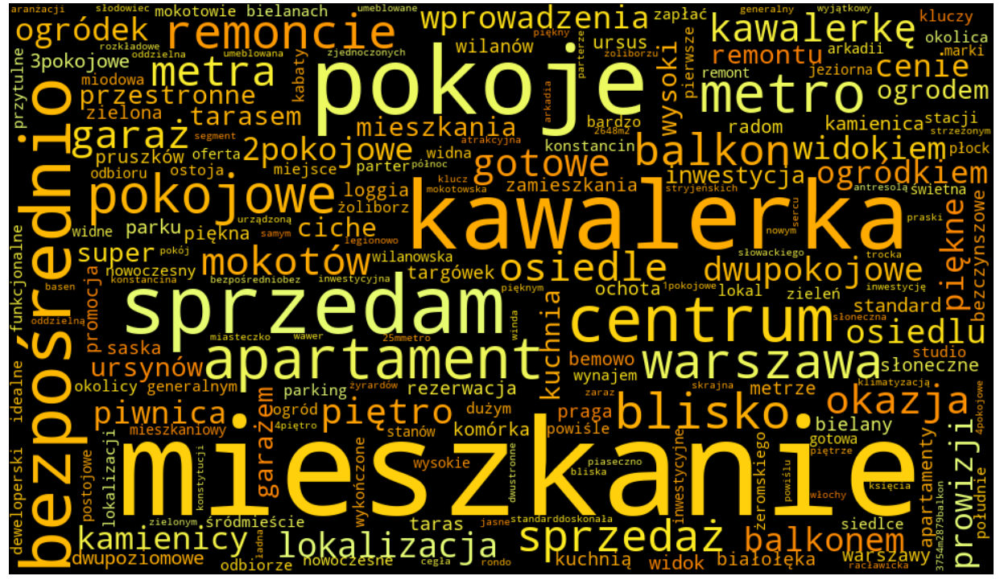 aranżacji
słodowiec
mokotowie
bielanach
umeblowane
wprowadzenia
zapłać
generalny
wyjątkowy
kluczy
ogródek
remoncie
rozkładowe
oddzielna
umeblowana
zjednoczonych
wilanów
piękny
żoliborzu
parterze
ursus
pierwsze
kawalerkę
okolica
arkadii
marki
3pokojowe
metra
kabaty
pokoje
wysoki
remontu
remont
jeziorna
cenie
przytulne
miodowa
przestronne
zielona
tarasem
arkadia
bardzo
2648m2
metro
ogrodem
garaż
segment
mieszkania
atrakcyjna
radom
kamienica
stacji
strzeżonym
pruszków
oferta
2pokojowe
widna
konstancin
balkon
widokiem
płock
odbioru
ostoja
miejsce
parter
północ
gotowe
inwestycja
ogródkiem
bezpośrednio
pokojowe
loggia
klucz
mokotowska
zamieszkania
stryjeńskich
antresolą
świetna
żoliborz
kawalerka
sercu
praski
piękne
bezczynszowe
widne
parku
urządzoną
piękna
samym
ciche
legionowo
nowym
super
pokój
mokotów
wilanowska
osiedle
słowackiego
trocka
nowoczesny
targówek
dwupokojowe
funkcjonalne
basen
konstancina
bezpośredniobez
inwestycyjna
pięknym
ochota
1pokojowe
lokal
zieleń
inwestycję
oddzielną
promocja
sprzedam
kuchnia
winda
centrum
standard
słoneczna
osiedlu
miasteczko
wawer
25mmetro
saska
apartament
bemowo
warszawa
studio
ursynów
wynajem
słoneczne
idealne
okolicy
generalnym
parking
żyrardów
rezerwacja
zaraz
skrajna
metrze
klimatyzacją
okazja
4pokojowe
piwnica
garażem
ogród
piętro
dużym
praga
blisko
bielany
mieszkaniowy
4piętro
stanów
komórka
powiśle
gotowa
prowizji
deweloperski
postojowe
lokalizacji
mieszkanie
konstytucji
wykończone
wysokie
dwustronne
piaseczno
bliska
inwestycyjne
żeromskiego
piętrze
powiślu
księcia
włochy
apartamenty
południe
zielonym
śródmieście
taras
jasne
standarddoskonała
siedlce
kamienicy
ładna
lokalizacja
sprzedaż
balkonem
3754m2879balkon
dwupoziomowe
odbiorze
nowoczesne
cegła
rondo
kuchnią
widok
białołęka
warszawy
racławicka